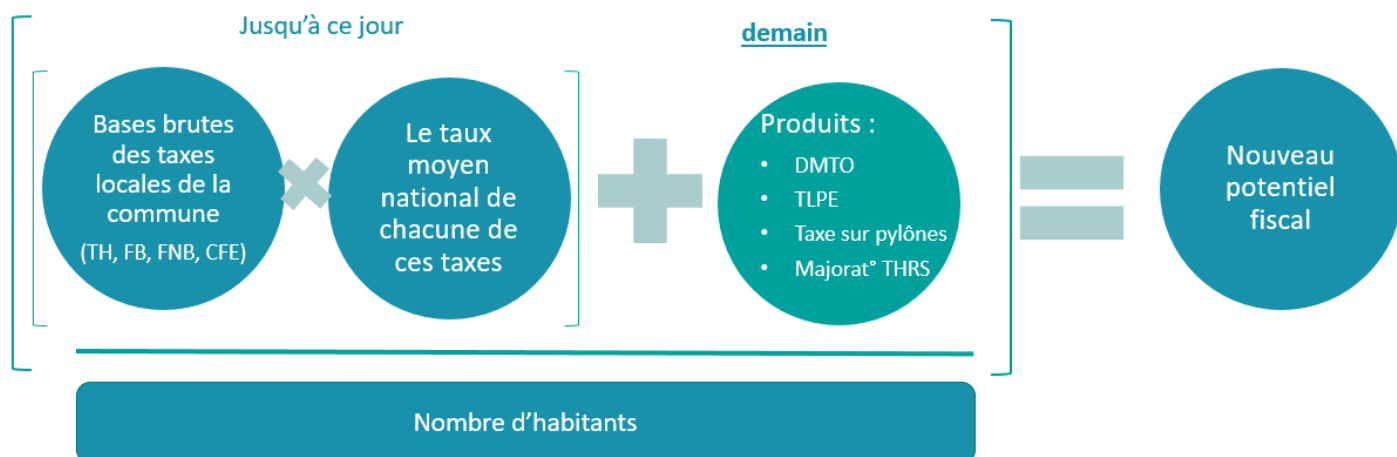 Jusqu'à ce jour
demain
Bases brutes
des taxes
locales de la
commune
(TH, FB, FNB, CFE)
Le taux
moyen
national de
chacune de
ces taxes
Produits :
• DMTO
• TLPE
• Taxe sur pylônes
• Majorat° THRS
Nouveau
potentiel
fiscal
Nombre d'habitants